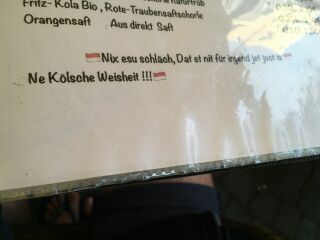 Fritz-Kola Bio, Rote-Traubensaftschorle
Orangensaft Aus direkt Saft
Nix esu schläch, Dat et nit für irgend jet joot is
Ne Kölsche Weisheit !!!